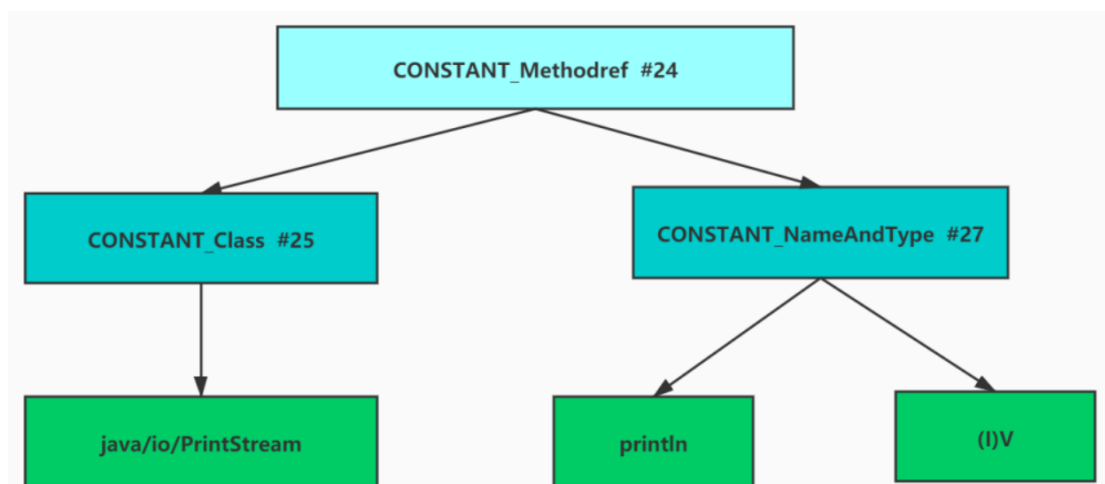 CONSTANT_Methodref #24
CONSTANT_Class #25
CONSTANT_NameAndType #27
java/io/PrintStream
println
(I)V